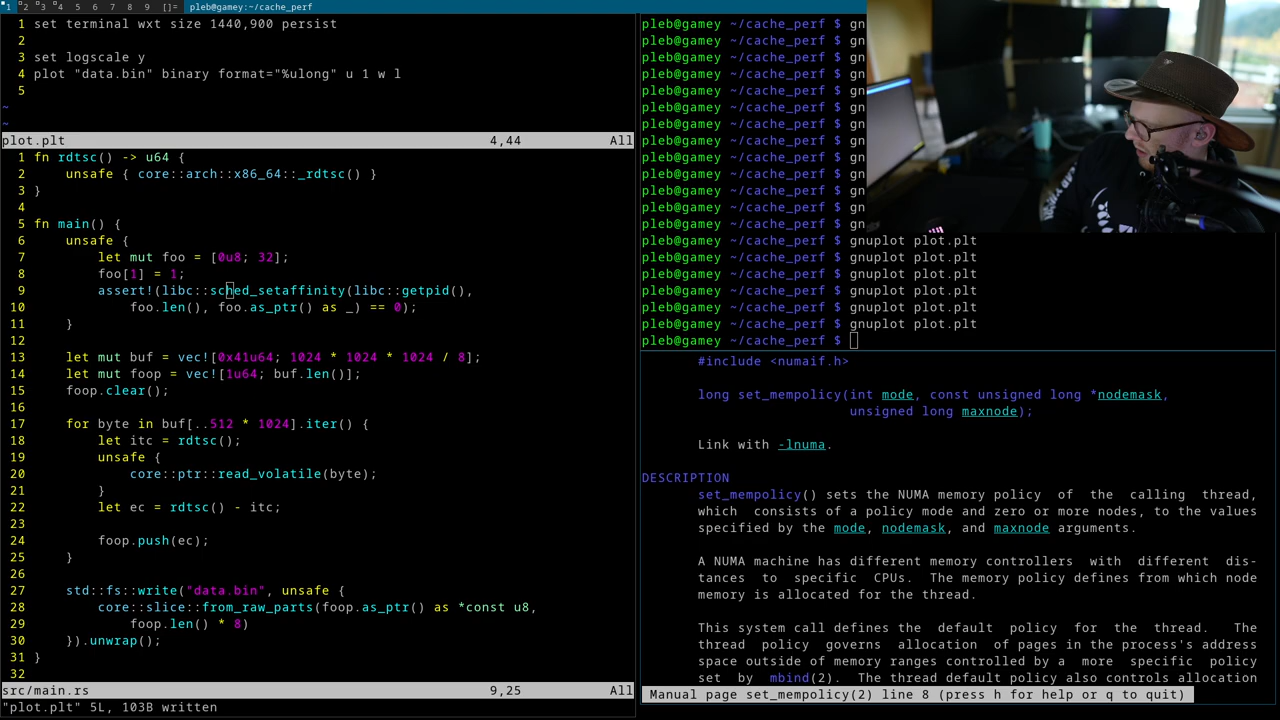 1 2 3 4 5 6 7 8 9 []= pleb@gamey:~/cache_perf
1 set terminal wxt size 1440,900 persist
2
3 set logscale y
4 plot "data.bin" binary format="%ulong" u 1 w l
5
~
~
plot.plt 4,44 All
1 fn rdtsc() -> u64 {
2 unsafe { core::arch::x86_64::_rdtsc() }
3 }
4
5 fn main() {
6 unsafe {
7 let mut foo = [0u8; 32];
8 foo[1] = 1;
9 assert!(libc::sched_setaffinity(libc::getpid(),
10 foo.len(), foo.as_ptr() as _) == 0);
11 }
12
13 let mut buf = vec![0x41u64; 1024 * 1024 * 1024 / 8];
14 let mut foop = vec![1u64; buf.len()];
15 foop.clear();
16
17 for byte in buf[..512 * 1024].iter() {
18 let itc = rdtsc();
19 unsafe {
20 core::ptr::read_volatile(byte);
21 }
22 let ec = rdtsc() - itc;
23
24 foop.push(ec);
25 }
26
27 std::fs::write("data.bin", unsafe {
28 core::slice::from_raw_parts(foop.as_ptr() as *const u8,
29 foop.len() * 8)
30 }).unwrap();
31 }
32
src/main.rs 9,25 All
"plot.plt" 5L, 103B written
pleb@gamey ~/cache_perf $ gn
pleb@gamey ~/cache_perf $ gn
pleb@gamey ~/cache_perf $ gn
pleb@gamey ~/cache_perf $ gn
pleb@gamey ~/cache_perf $ gn
pleb@gamey ~/cache_perf $ gn
pleb@gamey ~/cache_perf $ gn
pleb@gamey ~/cache_perf $ gn
pleb@gamey ~/cache_perf $ gn
pleb@gamey ~/cache_perf $ gn
pleb@gamey ~/cache_perf $ gn
pleb@gamey ~/cache_perf $ gn
pleb@gamey ~/cache_perf $ gn
pleb@gamey ~/cache_perf $ gnuplot plot.plt
pleb@gamey ~/cache_perf $ gnuplot plot.plt
pleb@gamey ~/cache_perf $ gnuplot plot.plt
pleb@gamey ~/cache_perf $ gnuplot plot.plt
pleb@gamey ~/cache_perf $ gnuplot plot.plt
pleb@gamey ~/cache_perf $ gnuplot plot.plt
pleb@gamey ~/cache_perf $
#include <numaif.h>
long set_mempolicy(int mode, const unsigned long *nodemask,
unsigned long maxnode);
Link with -lnuma.
DESCRIPTION
set_mempolicy() sets the NUMA memory policy of the calling thread,
which consists of a policy mode and zero or more nodes, to the values
specified by the mode, nodemask, and maxnode arguments.
A NUMA machine has different memory controllers with different dis-
tances to specific CPUs. The memory policy defines from which node
memory is allocated for the thread.
This system call defines the default policy for the thread. The
thread policy governs allocation of pages in the process's address
space outside of memory ranges controlled by a more specific policy
set by mbind(2). The thread default policy also controls allocation
Manual page set_mempolicy(2) line 8 (press h for help or q to quit)